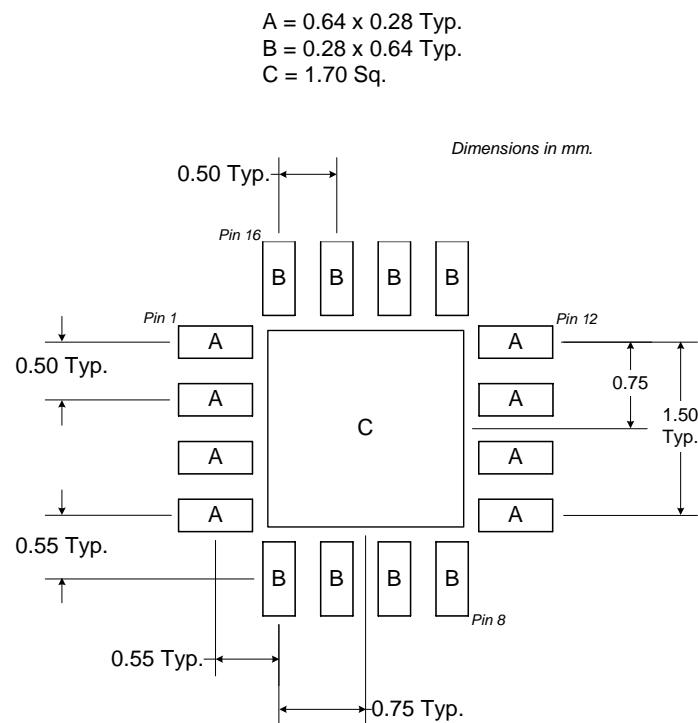 A = 0.64 x 0.28 Typ.
B = 0.28 x 0.64 Typ.
C = 1.70 Sq.
Dimensions in mm.
0.50 Typ.
Pin 16
B B B B
Pin 1
Pin 12
A A
0.50 Typ.
0.75
A A
1.50
Typ.
C
A A
A A
0.55 Typ.
B B B B
Pin 8
0.55 Typ.
0.75 Typ.